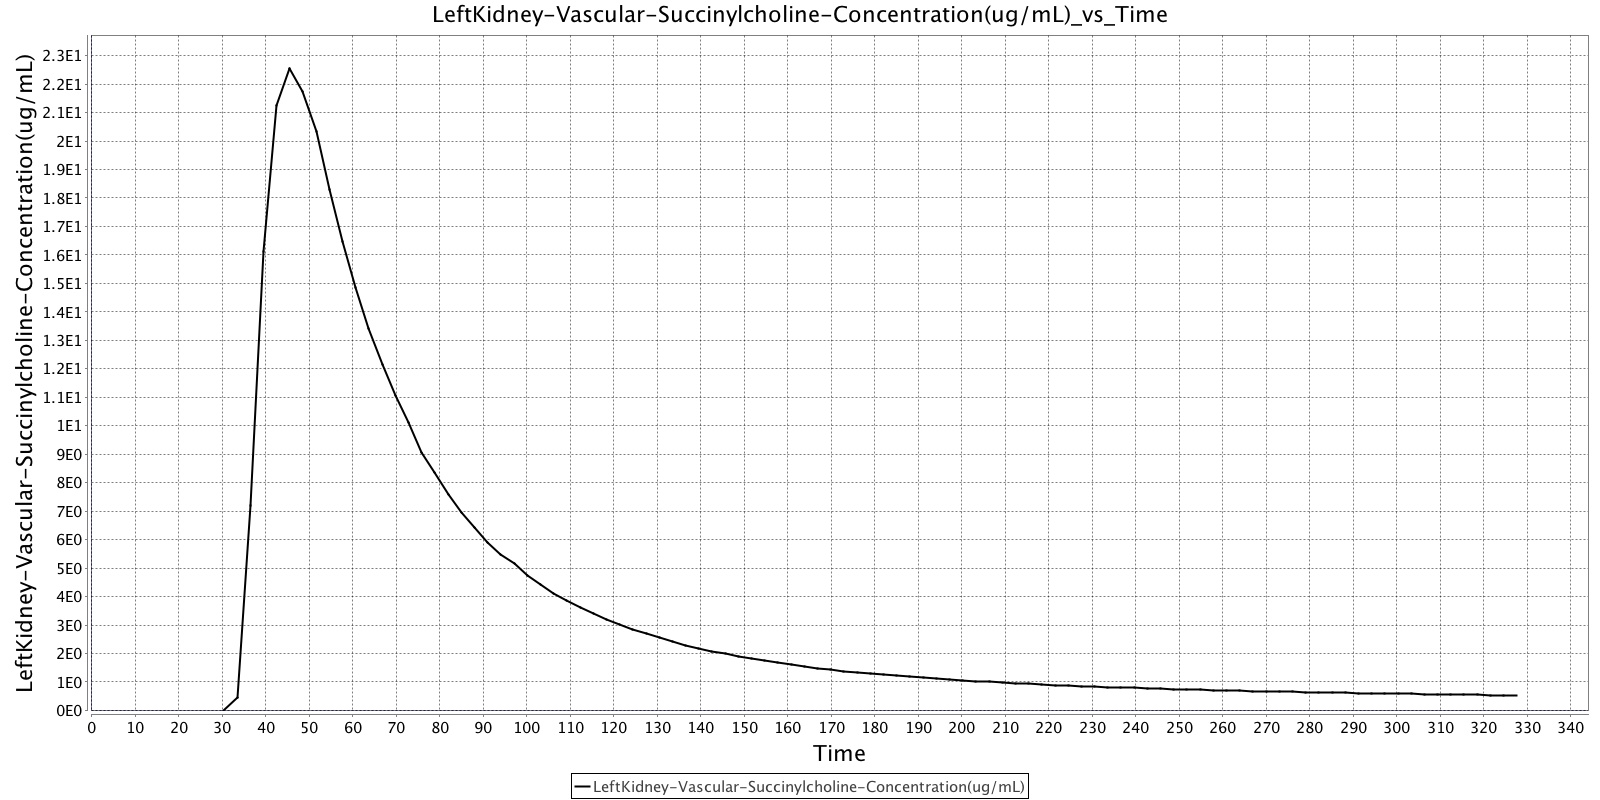 LeftKidney-Vascular-Succinylcholine-Concentration(ug/mL)_vs_Time
LeftKidney-Vascular-Succinylcholine-Concentration(ug/mL)
2.3E1
2.2E1
2.1E1
2E1
1.9E1
1.8E1
1.7E1
1.6E1
1.5E1
1.4E1
1.3E1
1.2E1
1.1E1
1E1
9E0
8E0
7E0
6E0
5E0
4E0
3E0
2E0
1E0
0E0
0 10 20 30 40 50 60 70 80 90 100 110 120 130 140 150 160 170 180 190 200 210 220 230 240 250 260 270 280 290 300 310 320 330 340
Time
LeftKidney-Vascular-Succinylcholine-Concentration(ug/mL)